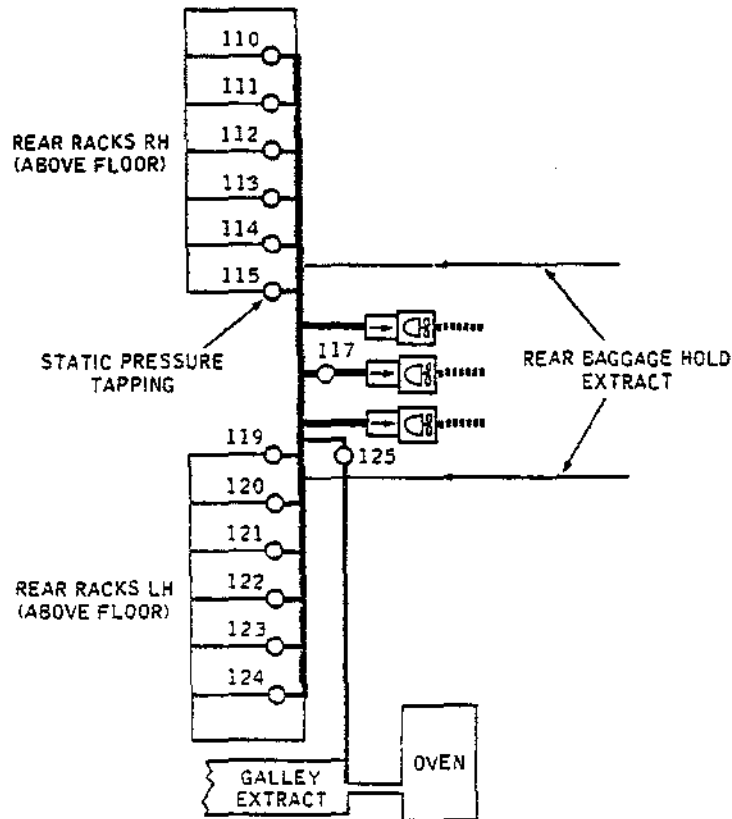 110
111
112
REAR RACKS RH
(ABOVE FLOOR)
113
114
115
STATIC PRESSURE
TAPPING
117
REAR BAGGAGE HOLD
EXTRACT
119
125
120
121
122
REAR RACKS LH
(ABOVE FLOOR)
123
124
OVEN
GALLEY
EXTRACT